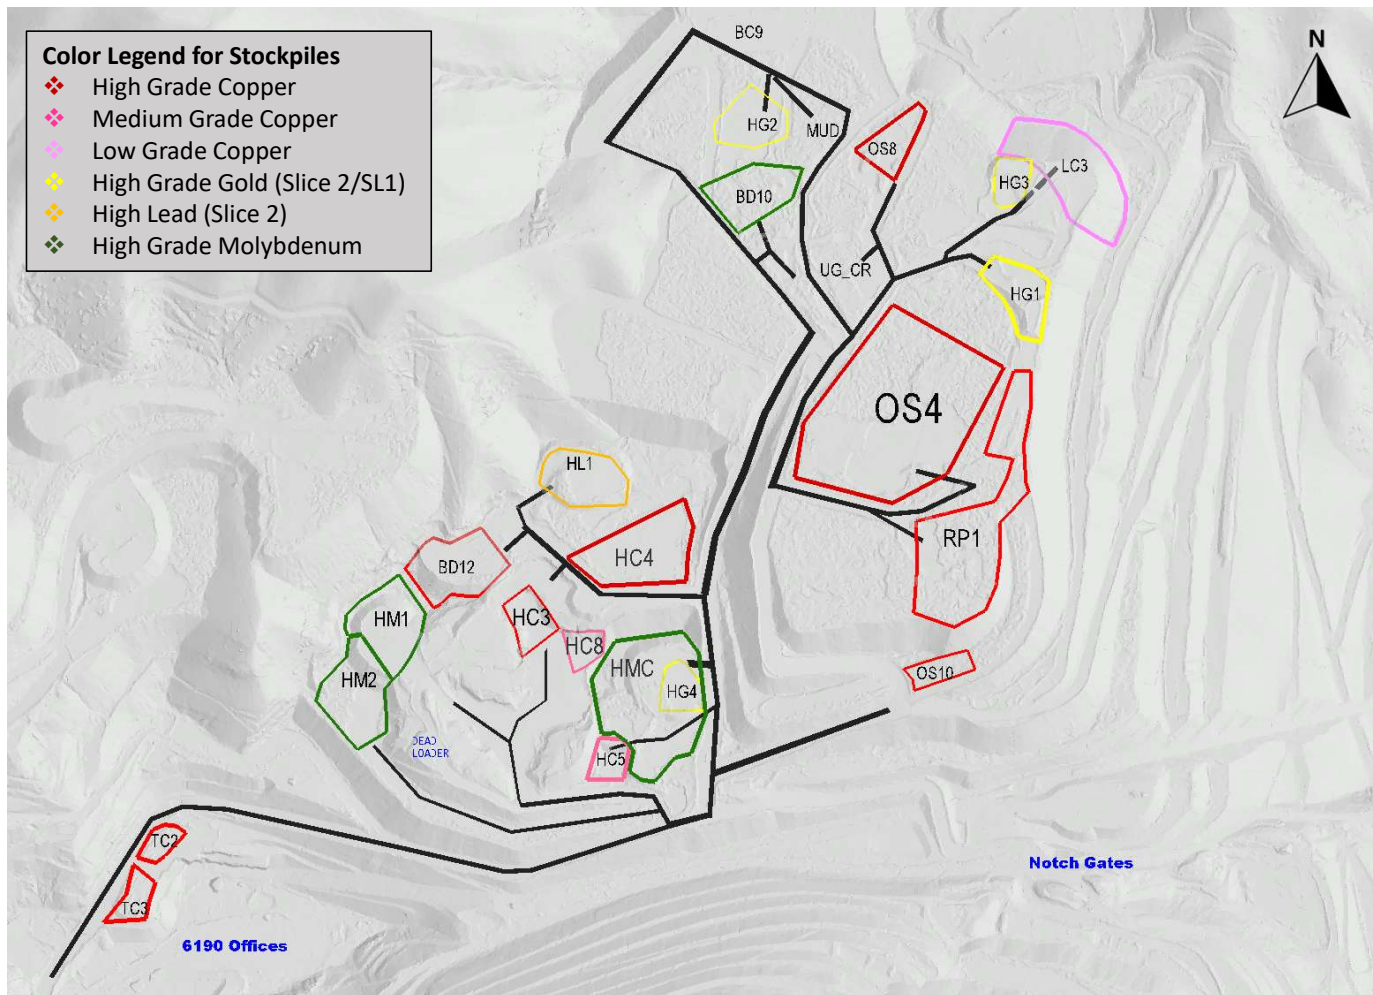 Color Legend for Stockpiles
High Grade Copper
Medium Grade Copper
Low Grade Copper
High Grade Gold (Slice 2/SL1)
High Lead (Slice 2)
High Grade Molybdenum
N
BC9
HG2
MUD
OS8
LC3
HG3
BD10
UG_CR
HG1
OS4
HL1
RP1
HC4
BD12
HM1
HC3
HC8
HMC
OS10
HM2
HG4
DEAD
LOADER
HC5
TC2
Notch Gates
TC3
6190 Offices